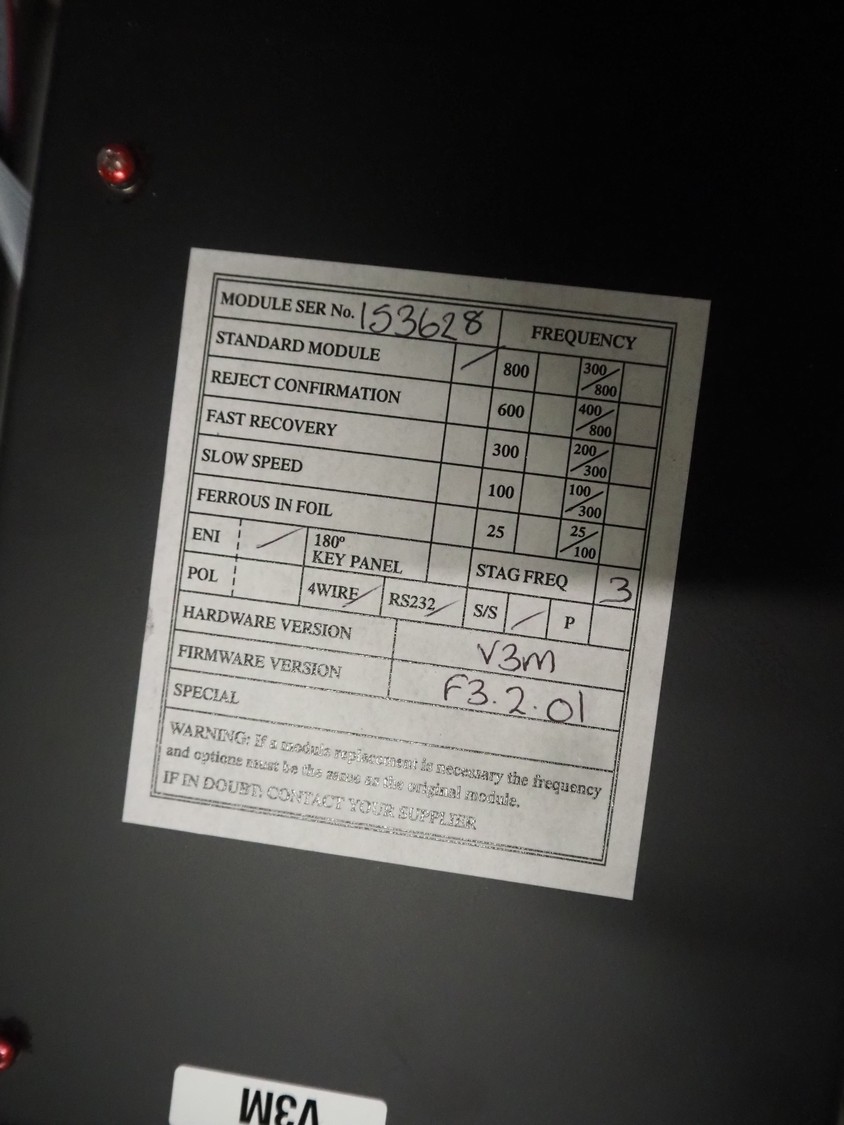 MODULE SER No. 153628 FREQUENCY
STANDARD MODULE / 800 300/800
REJECT CONFIRMATION 600 400/800
FAST RECOVERY 300 200/300
SLOW SPEED 100 100/300
FERROUS IN FOIL 25 25/100
ENI / 180º KEY PANEL STAG FREQ 3
POL 4WIRE / RS232 / S/S / P
HARDWARE VERSION V3M
FIRMWARE VERSION F3.2.01
SPECIAL
WARNING: If a module replacement is necessary the frequency
and options must be the same as the original module.
IF IN DOUBT: CONTACT YOUR SUPPLIER
V3M